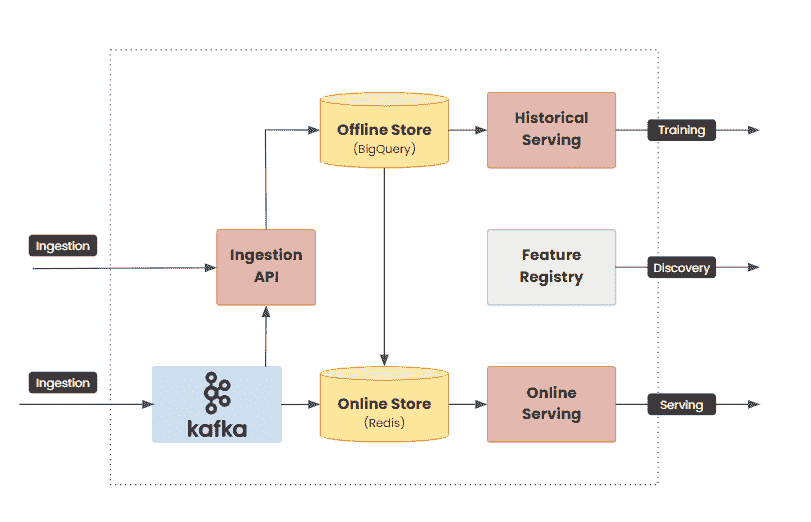 Offline Store
(BigQuery)
Historical
Serving
Training
Ingestion
Ingestion
API
Feature
Registry
Discovery
Ingestion
kafka
Online Store
(Redis)
Online
Serving
Serving